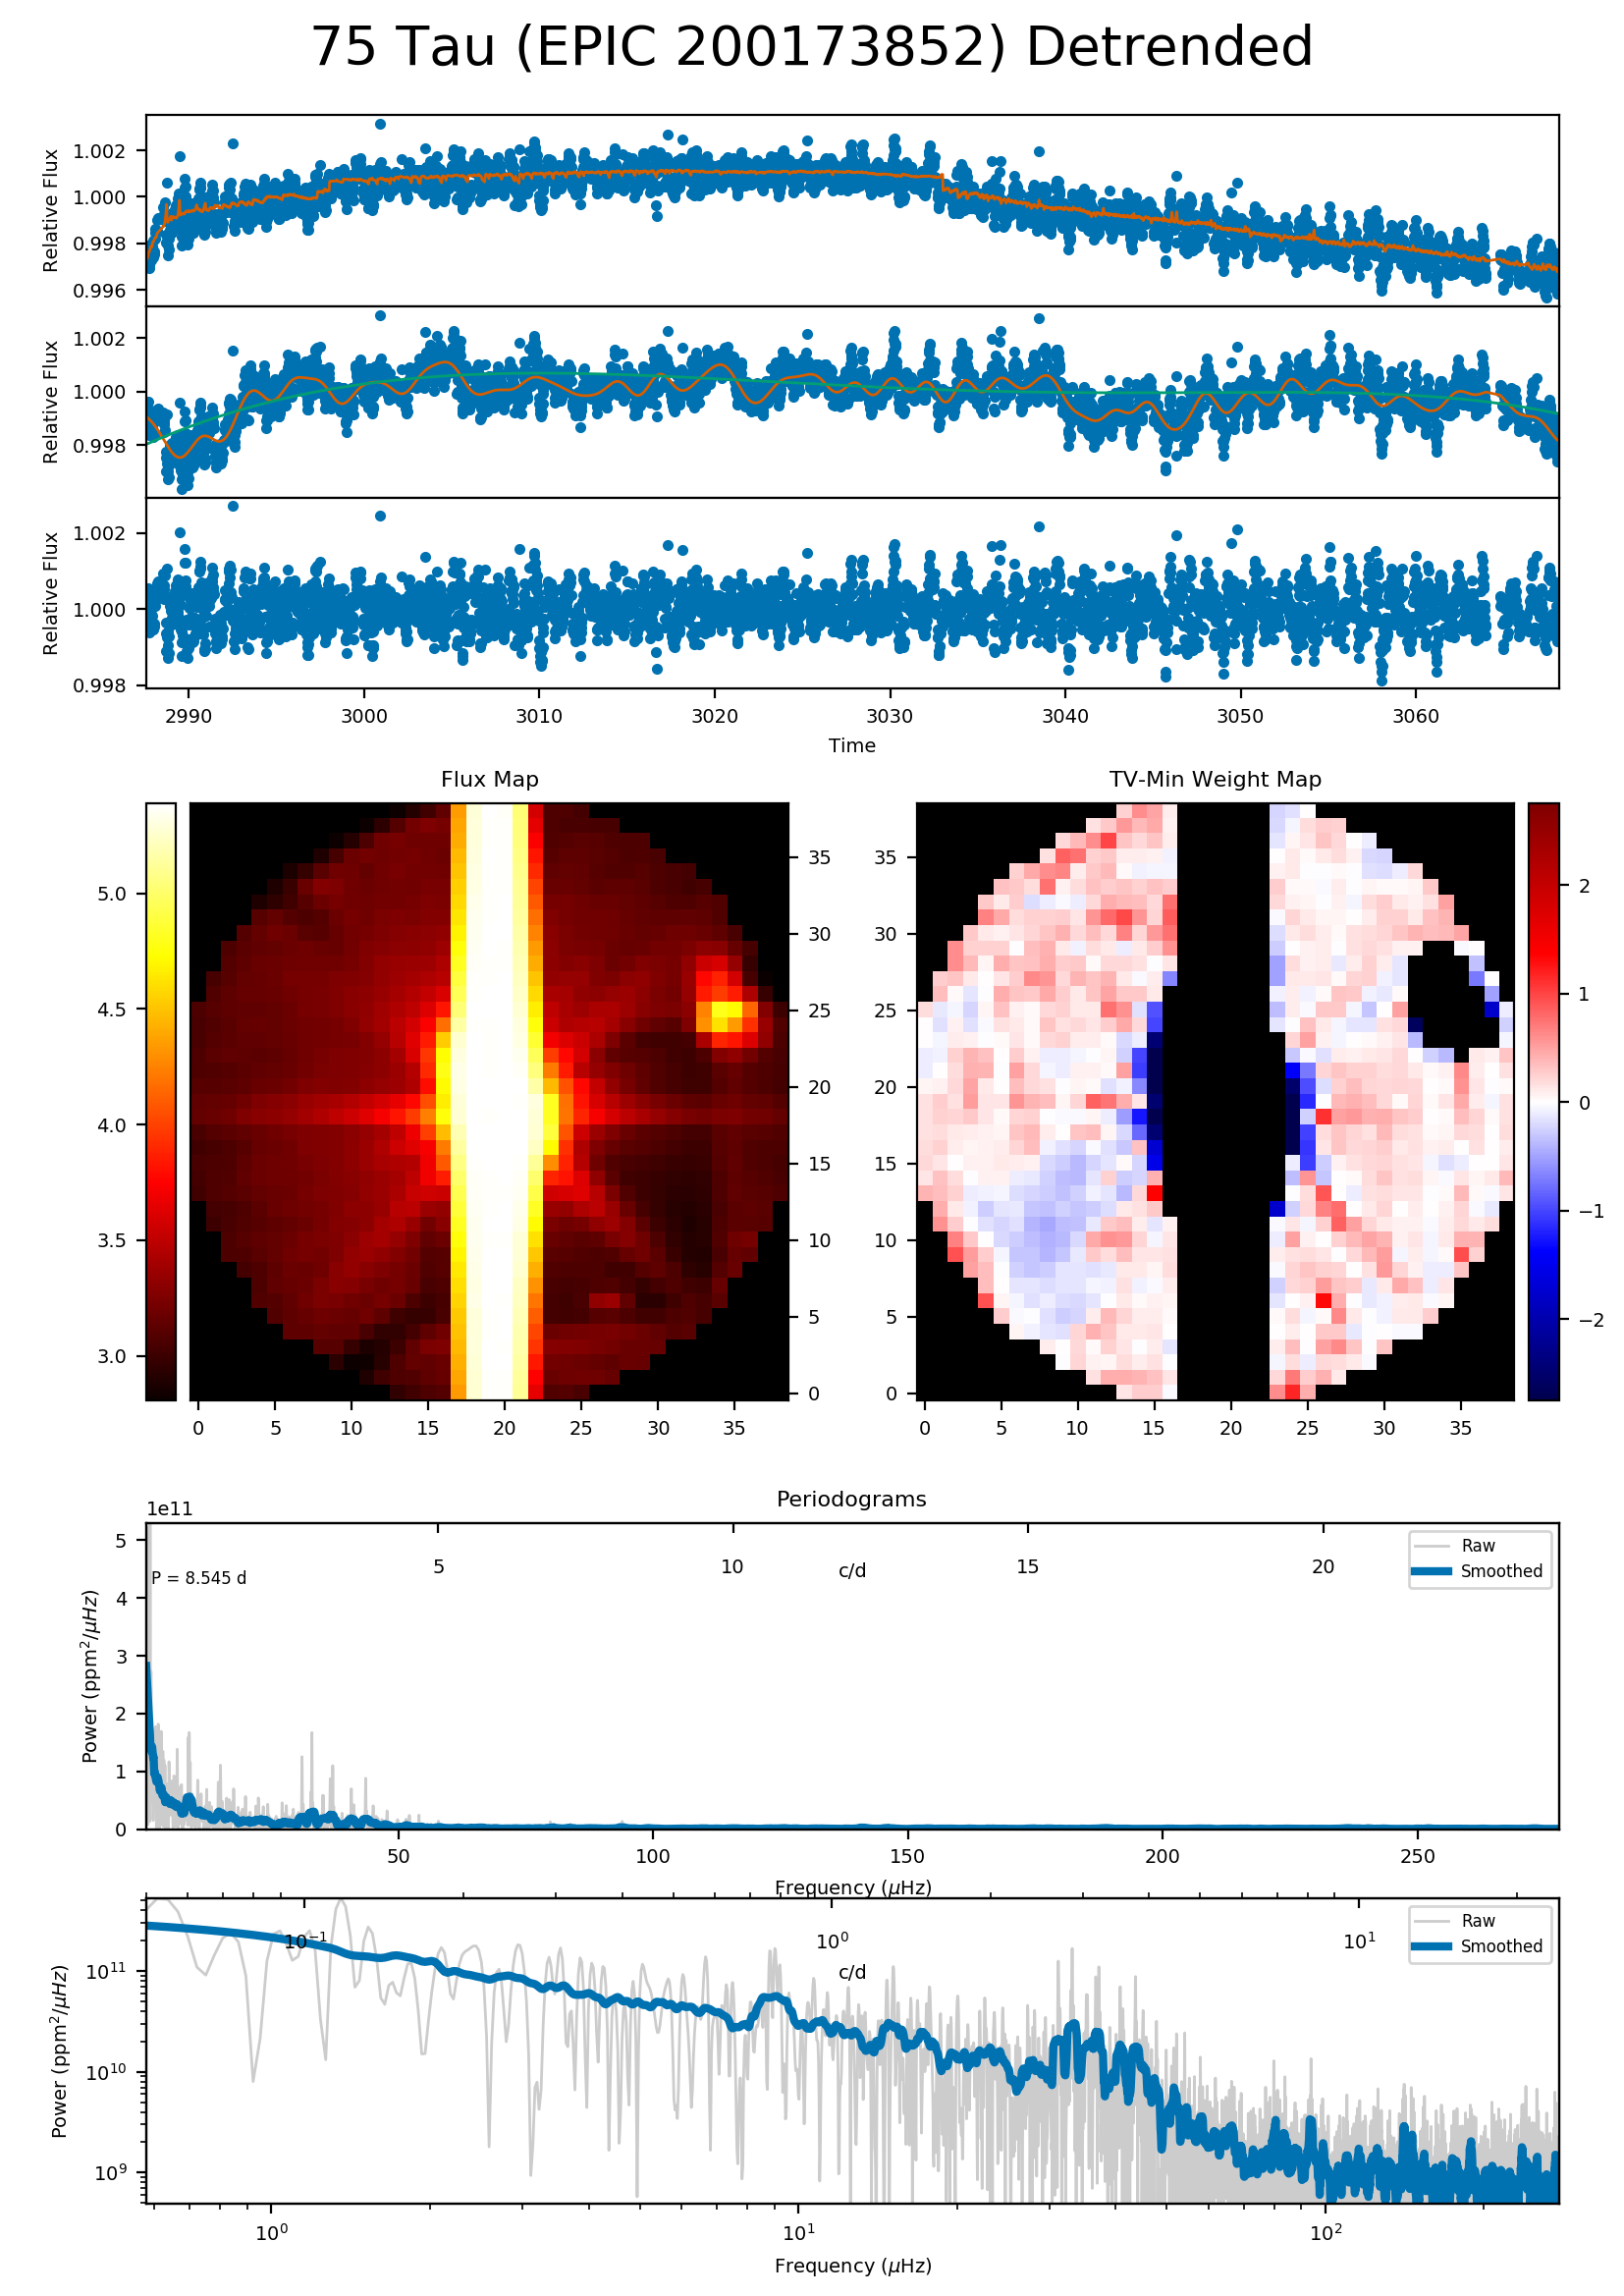 75 Tau (EPIC 200173852) Detrended
Relative Flux
1.002
1.000
0.998
0.996
Relative Flux
1.002
1.000
0.998
Relative Flux
1.002
1.000
0.998
2990 3000 3010 3020 3030 3040 3050 3060
Time
Flux Map
5.0
4.5
4.0
3.5
3.0
35
30
25
20
15
10
5
0
0 5 10 15 20 25 30 35
TV-Min Weight Map
35
30
25
20
15
10
5
0
0 5 10 15 20 25 30 35
2
1
0
−1
−2
Periodograms
1e11
5 10 15 20
c/d
P = 8.545 d
Raw
Smoothed
Power (ppm²/μHz)
5
4
3
2
1
0
50 100 150 200 250
Frequency (μHz)
10⁻¹ 10⁰ 10¹
c/d
Raw
Smoothed
Power (ppm²/μHz)
10¹¹
10¹⁰
10⁹
10⁰ 10¹ 10²
Frequency (μHz)